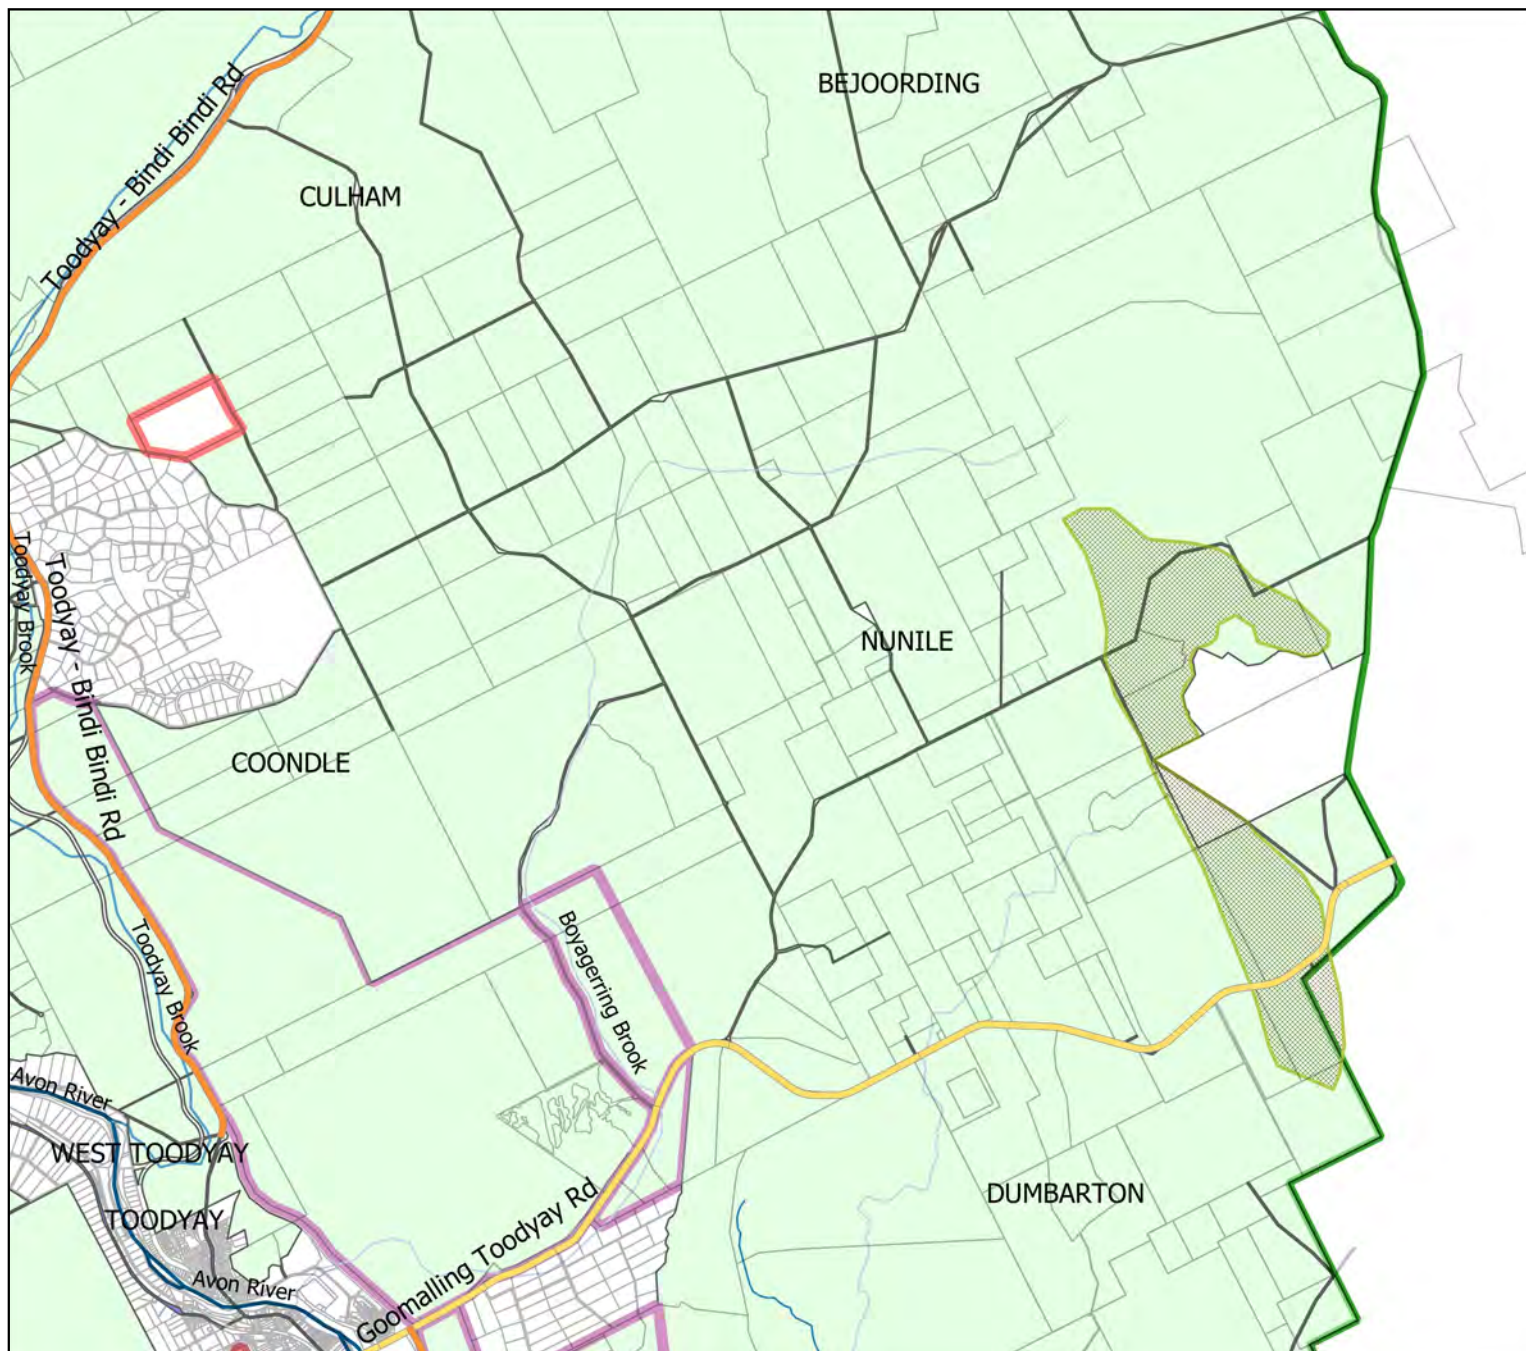 BEJOORDING
Toodyay - Bindi Bindi Rd
CULHAM
Toodyay Brook
Toodyay - Bindi Bindi Rd
NUNILE
COONDLE
Toodyay Brook
Boyagerring Brook
Avon River
WEST TOODYAY
DUMBARTON
TOODYAY
Goomalling Toodyay Rd
Avon River